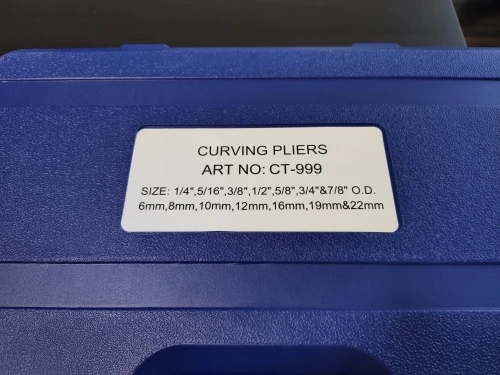 CURVING PLIERS
ART NO: CT-999
SIZE: 1/4",5/16",3/8",1/2",5/8",3/4"&7/8" O.D.
6mm,8mm,10mm,12mm,16mm,19mm&22mm